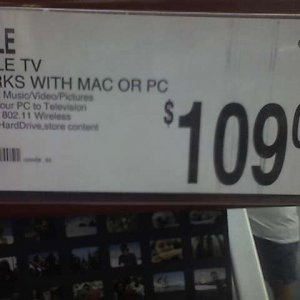 LE
LE TV
RKS WITH MAC OR PC
Music/Video/Pictures
our PC to Television
802.11 Wireless
HardDrive,store content
$109